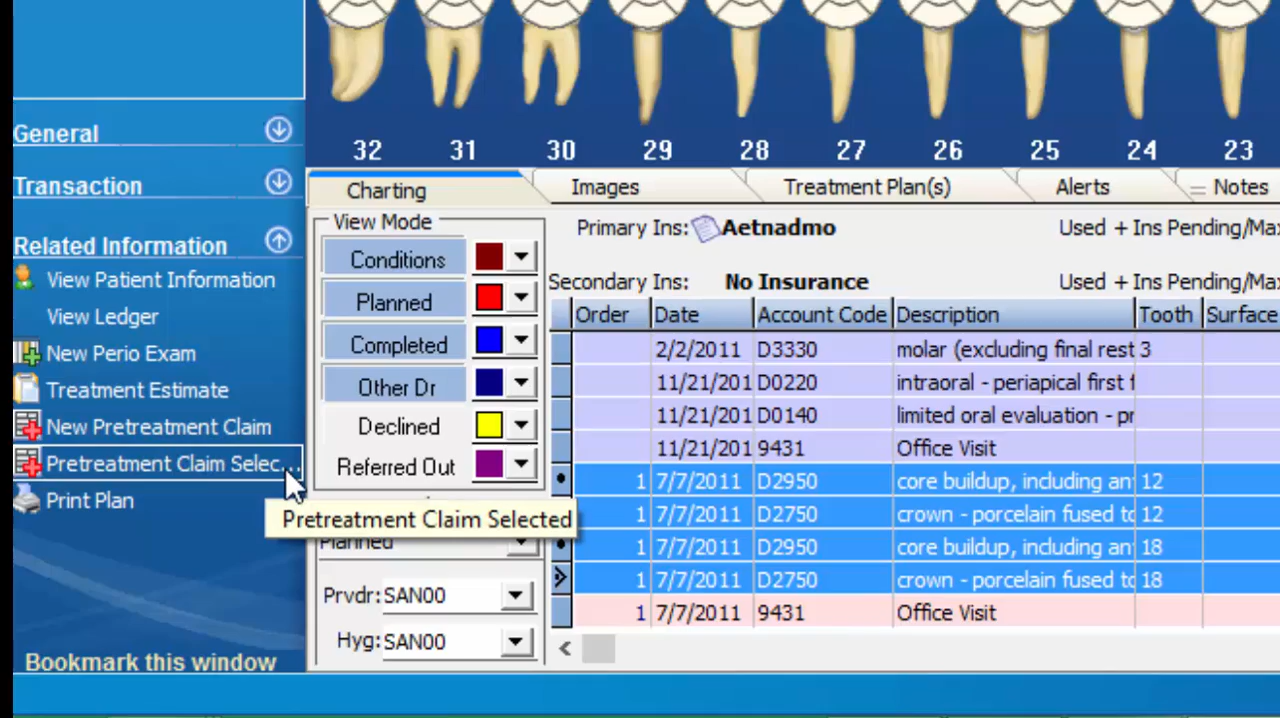 32 31 30 29 28 27 26 25 24 23
General
Transaction
Related Information
View Patient Information
View Ledger
New Perio Exam
Treatment Estimate
New Pretreatment Claim
Pretreatment Claim Selec...
Print Plan
Bookmark this window
Pretreatment Claim Selected
Charting Images Treatment Plan(s) Alerts Notes
View Mode
Conditions
Planned
Completed
Other Dr
Declined
Referred Out
Planned
Prvdr: SAN00
Hyg: SAN00
Primary Ins: Aetnadmo Used + Ins Pending/Max
Secondary Ins: No Insurance Used + Ins Pending/Max
Order Date Account Code Description Tooth Surface
2/2/2011 D3330 molar (excluding final rest 3
11/21/201 D0220 intraoral - periapical first f
11/21/201 D0140 limited oral evaluation - pr
11/21/201 9431 Office Visit
1 7/7/2011 D2950 core buildup, including an 12
1 7/7/2011 D2750 crown - porcelain fused to 12
1 7/7/2011 D2950 core buildup, including an 18
1 7/7/2011 D2750 crown - porcelain fused to 18
1 7/7/2011 9431 Office Visit